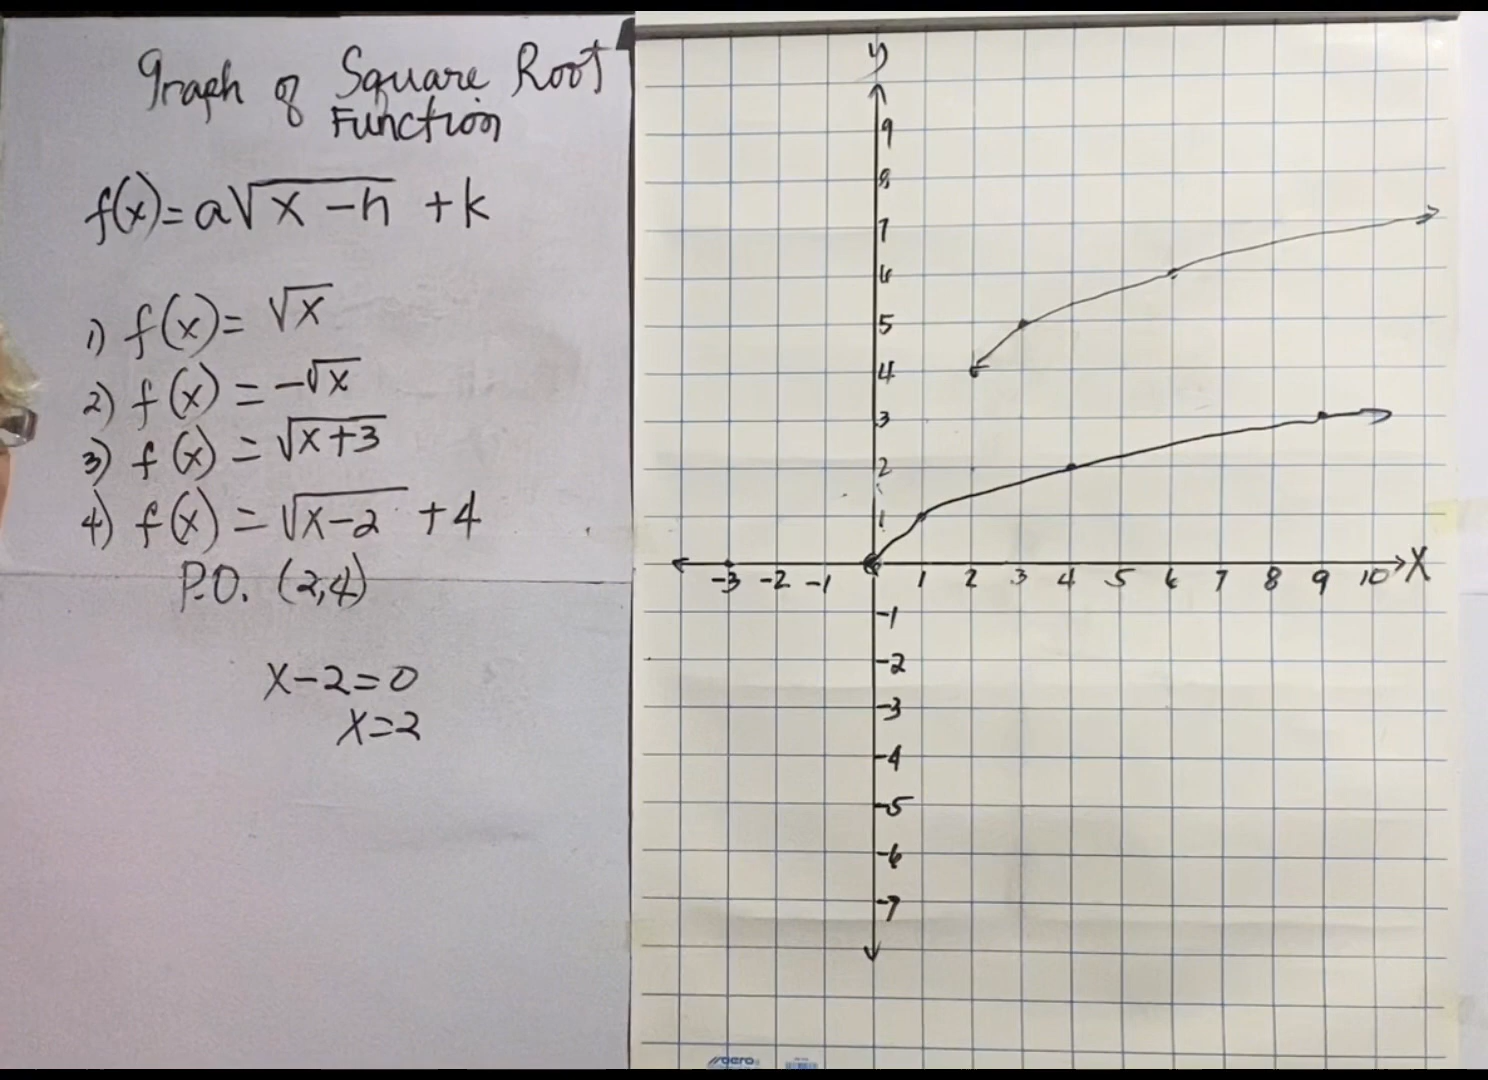 Graph of Square Root
Function
f(x)=a√x-h +k
1) f(x)= √x
2) f(x) = -√x
3) f(x) = √x+3
4) f(x) = √x-2 +4
P.O. (2,4)
x-2=0
x=2
y
9
8
7
6
5
4
3
2
1
-3 -2 -1 1 2 3 4 5 6 7 8 9 10 X
-1
-2
-3
-4
-5
-6
-7